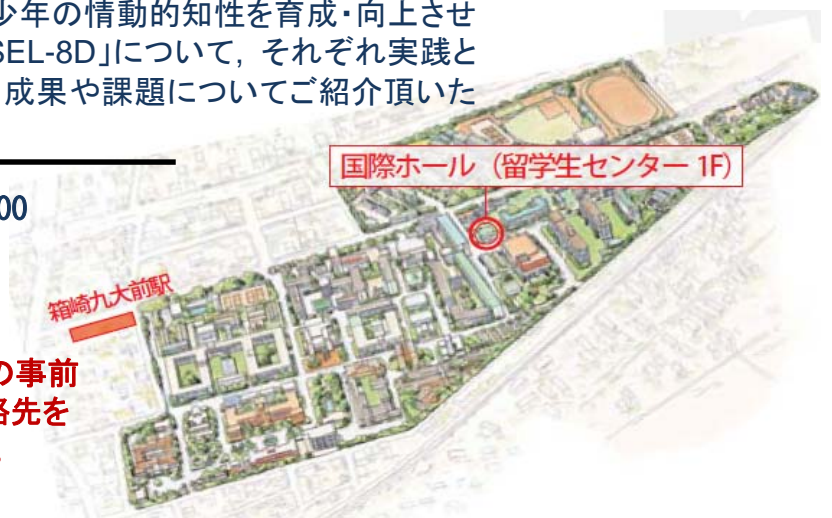 少年の情動的知性を育成・向上させ
SEL-8D」について, それぞれ実践と
成果や課題についてご紹介頂いた
国際ホール（留学生センター 1F）
00
箱崎九大前駅
の事前
絡先を